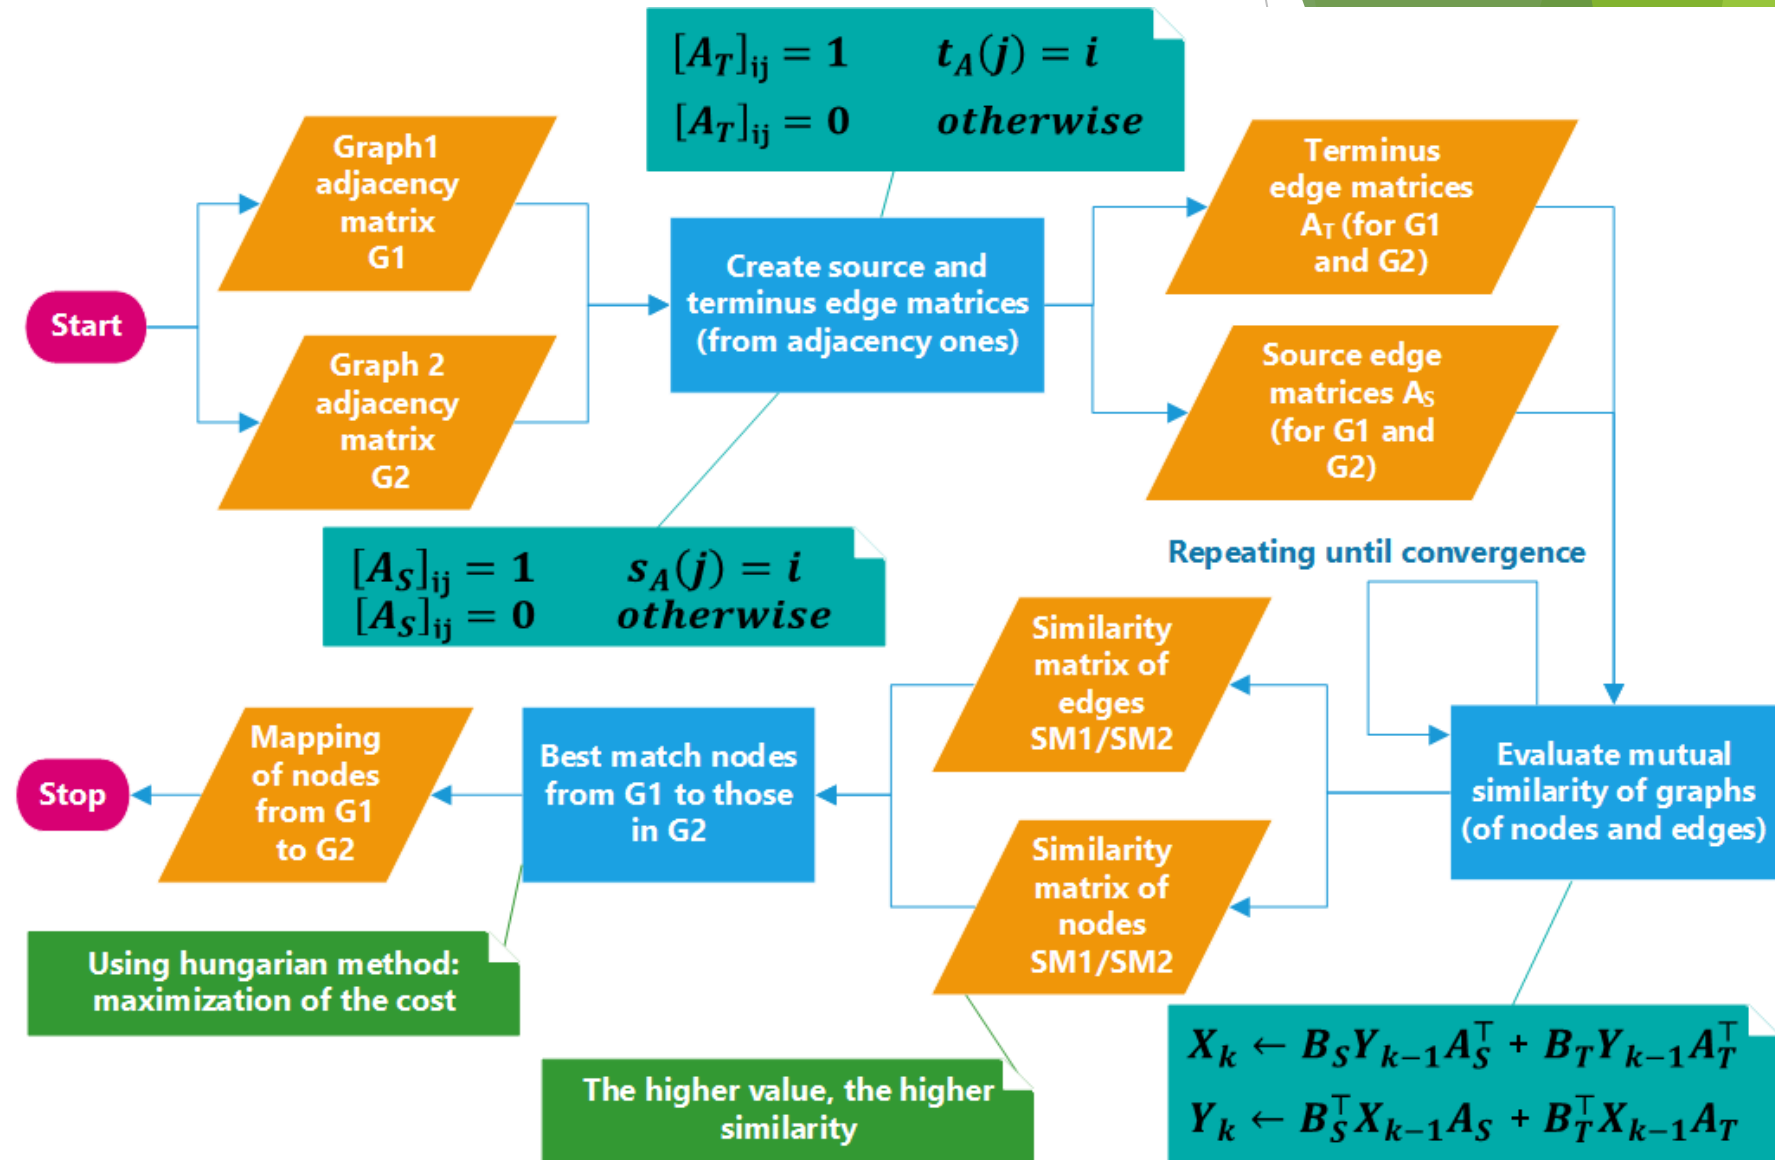 [A_T]_ij = 1 t_A(j) = i
[A_T]_ij = 0 otherwise
Graph1
adjacency
matrix
G1
Terminus
edge matrices
A_T (for G1
and G2)
Create source and
terminus edge matrices
(from adjacency ones)
Start
Graph 2
adjacency
matrix
G2
Source edge
matrices A_S
(for G1 and
G2)
[A_S]_ij = 1 s_A(j) = i
[A_S]_ij = 0 otherwise
Repeating until convergence
Similarity
matrix of
edges
SM1/SM2
Evaluate mutual
similarity of graphs
(of nodes and edges)
Best match nodes
from G1 to those
in G2
Mapping
of nodes
from G1
to G2
Stop
Similarity
matrix of
nodes
SM1/SM2
Using hungarian method:
maximization of the cost
The higher value, the higher
similarity
X_k ← B_S Y_{k−1} A_S^⊤ + B_T Y_{k−1} A_T^⊤
Y_k ← B_S^⊤ X_{k−1} A_S + B_T^⊤ X_{k−1} A_T